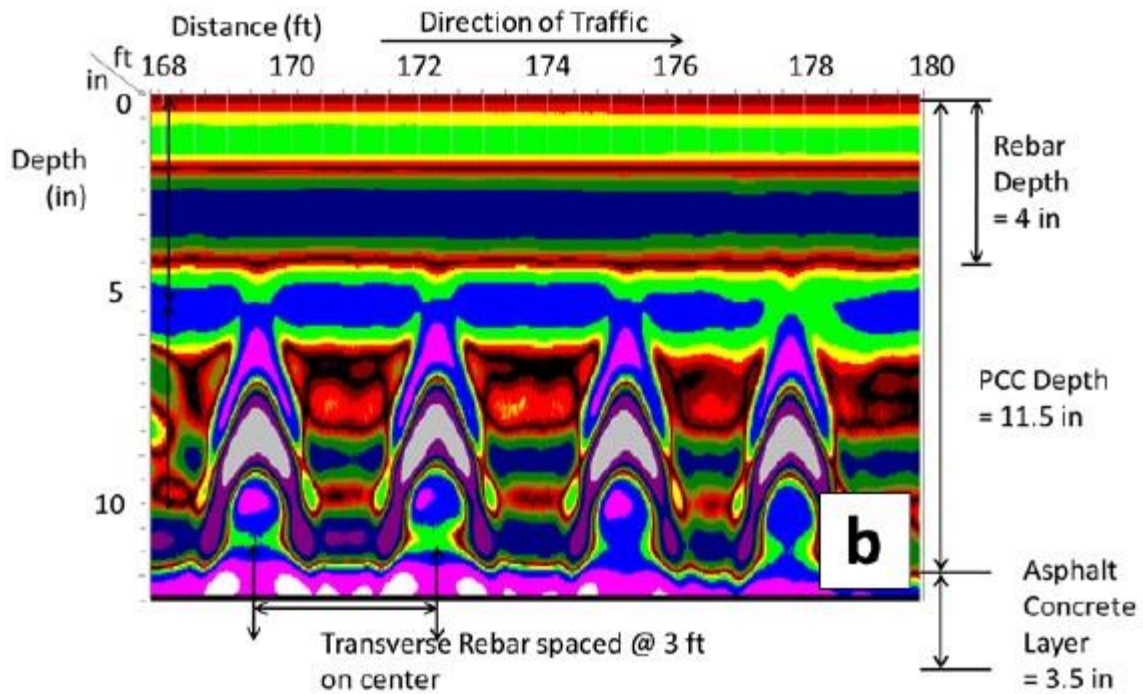 Distance (ft)
Direction of Traffic
ft
in
168 170 172 174 176 178 180
0
Depth
(in)
5
10
Rebar
Depth
= 4 in
PCC Depth
= 11.5 in
b
Asphalt
Concrete
Layer
= 3.5 in
Transverse Rebar spaced @ 3 ft
on center